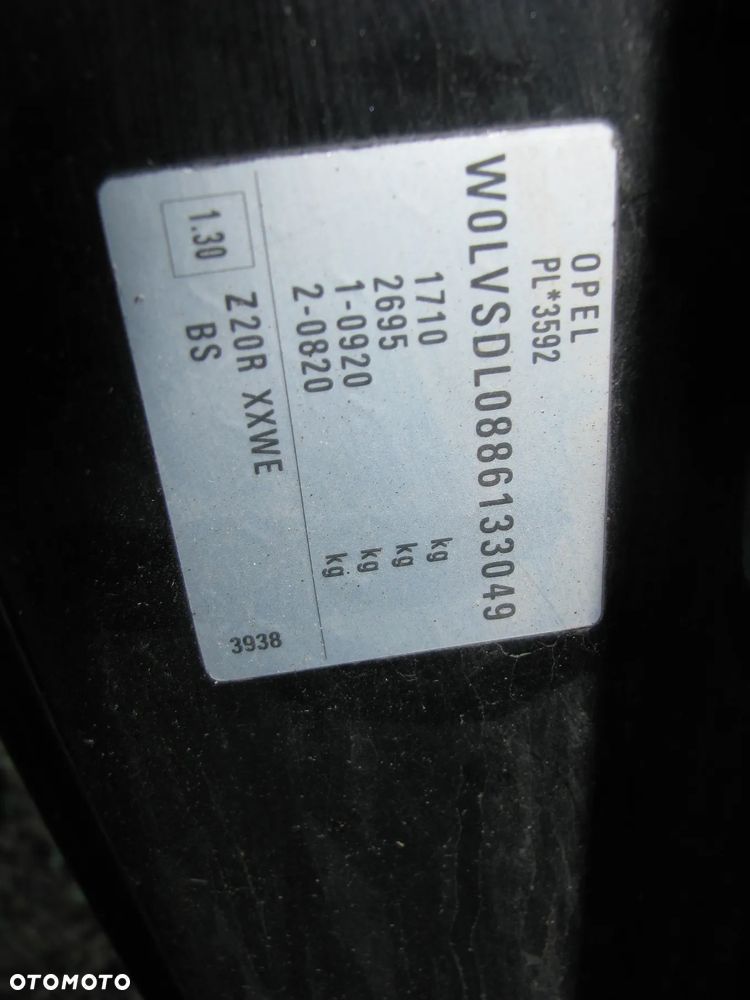 OPEL
PL*3592
W0LVSDL0886133049
1710 kg
2695 kg
1-0920 kg
2-0820 kg
1.30 Z20R XXWE
BS
3938
OTOMOTO